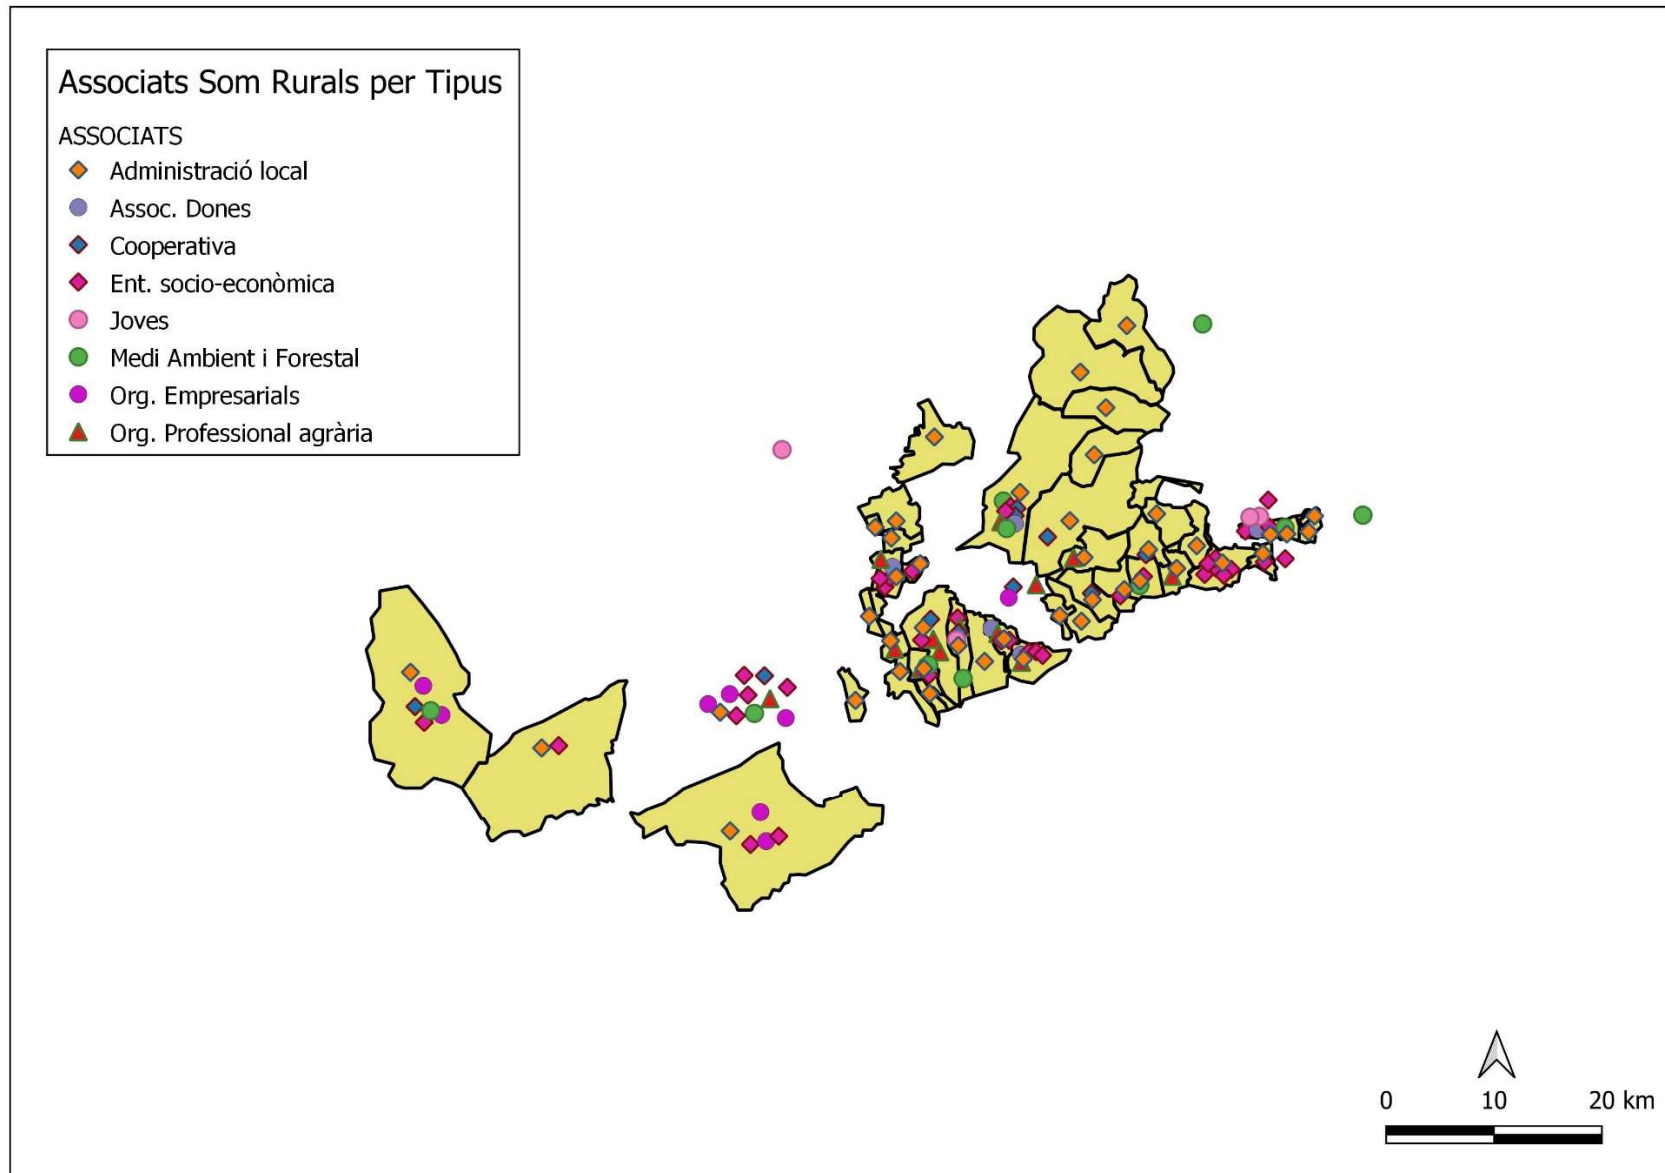 Associats Som Rurals per Tipus
ASSOCIATS
Administració local
Assoc. Dones
Cooperativa
Ent. socio-econòmica
Joves
Medi Ambient i Forestal
Org. Empresarials
Org. Professional agrària
0 10 20 km